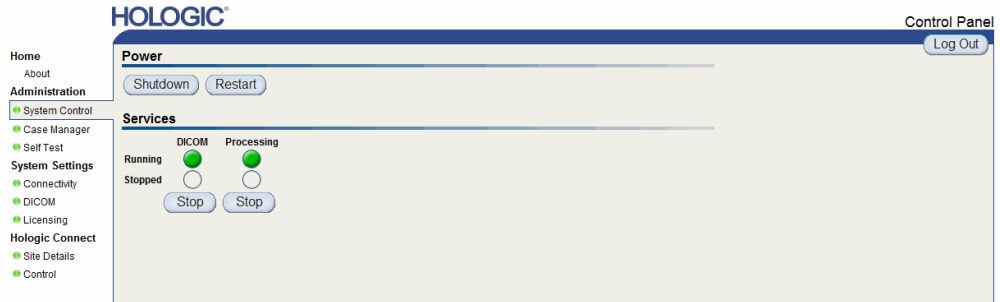 HOLOGIC®
Control Panel
Log Out
Home
About
Administration
System Control
Case Manager
Self Test
System Settings
Connectivity
DICOM
Licensing
Hologic Connect
Site Details
Control
Power
Shutdown Restart
Services
DICOM Processing
Running
Stopped
Stop Stop